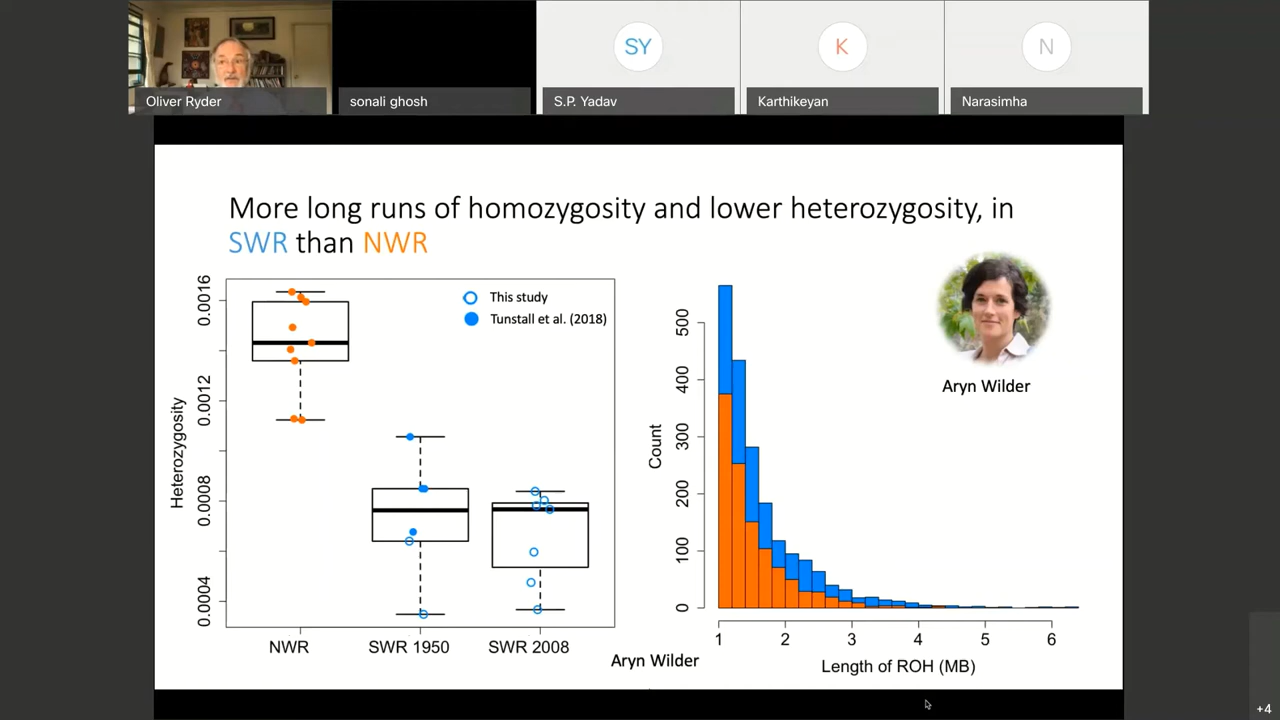 SY
K
N
Oliver Ryder
sonali ghosh
S.P. Yadav
Karthikeyan
Narasimha
More long runs of homozygosity and lower heterozygosity, in
SWR than NWR
This study
Tunstall et al. (2018)
Heterozygosity
0.0016
0.0012
0.0008
0.0004
NWR
SWR 1950
SWR 2008
Aryn Wilder
Count
500
400
300
200
100
0
1
2
3
4
5
6
Length of ROH (MB)
Aryn Wilder
+4